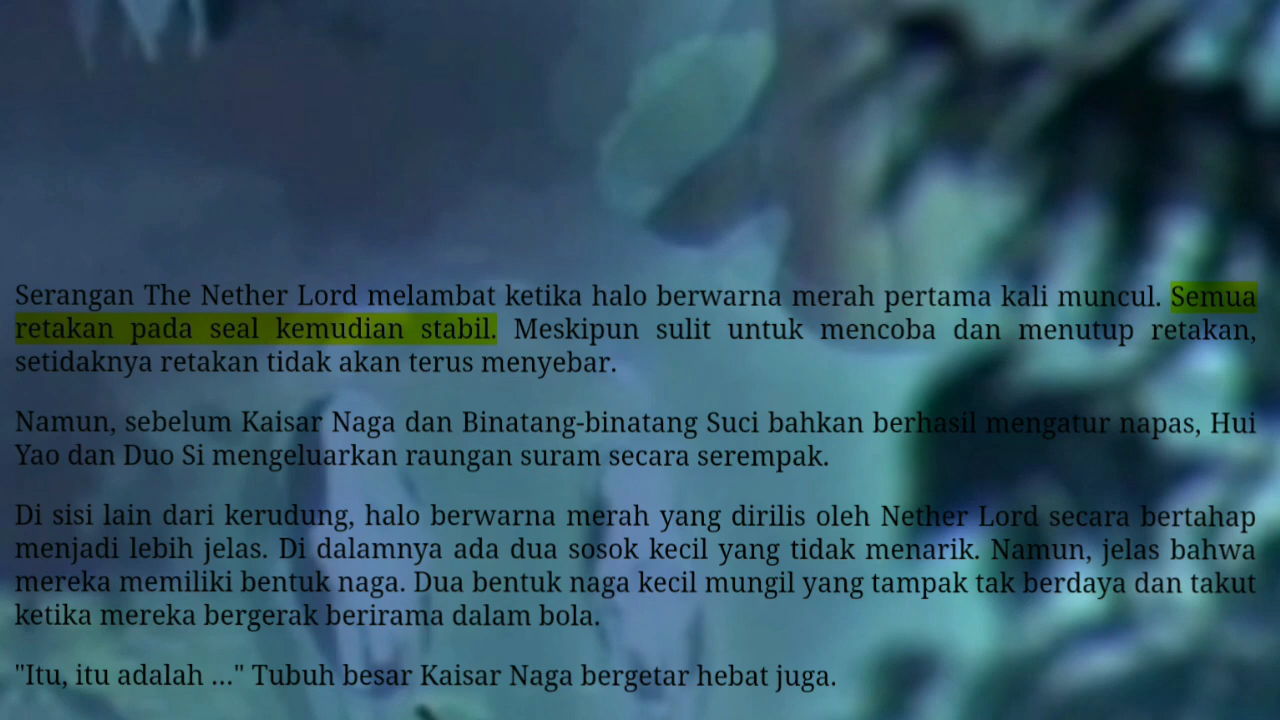 Serangan The Nether Lord melambat ketika halo berwarna merah pertama kali muncul. Semua
retakan pada seal kemudian stabil. Meskipun sulit untuk mencoba dan menutup retakan,
setidaknya retakan tidak akan terus menyebar.
Namun, sebelum Kaisar Naga dan Binatang-binatang Suci bahkan berhasil mengatur napas, Hui
Yao dan Duo Si mengeluarkan raungan suram secara serempak.
Di sisi lain dari kerudung, halo berwarna merah yang dirilis oleh Nether Lord secara bertahap
menjadi lebih jelas. Di dalamnya ada dua sosok kecil yang tidak menarik. Namun, jelas bahwa
mereka memiliki bentuk naga. Dua bentuk naga kecil mungil yang tampak tak berdaya dan takut
ketika mereka bergerak berirama dalam bola.
"Itu, itu adalah ..." Tubuh besar Kaisar Naga bergetar hebat juga.